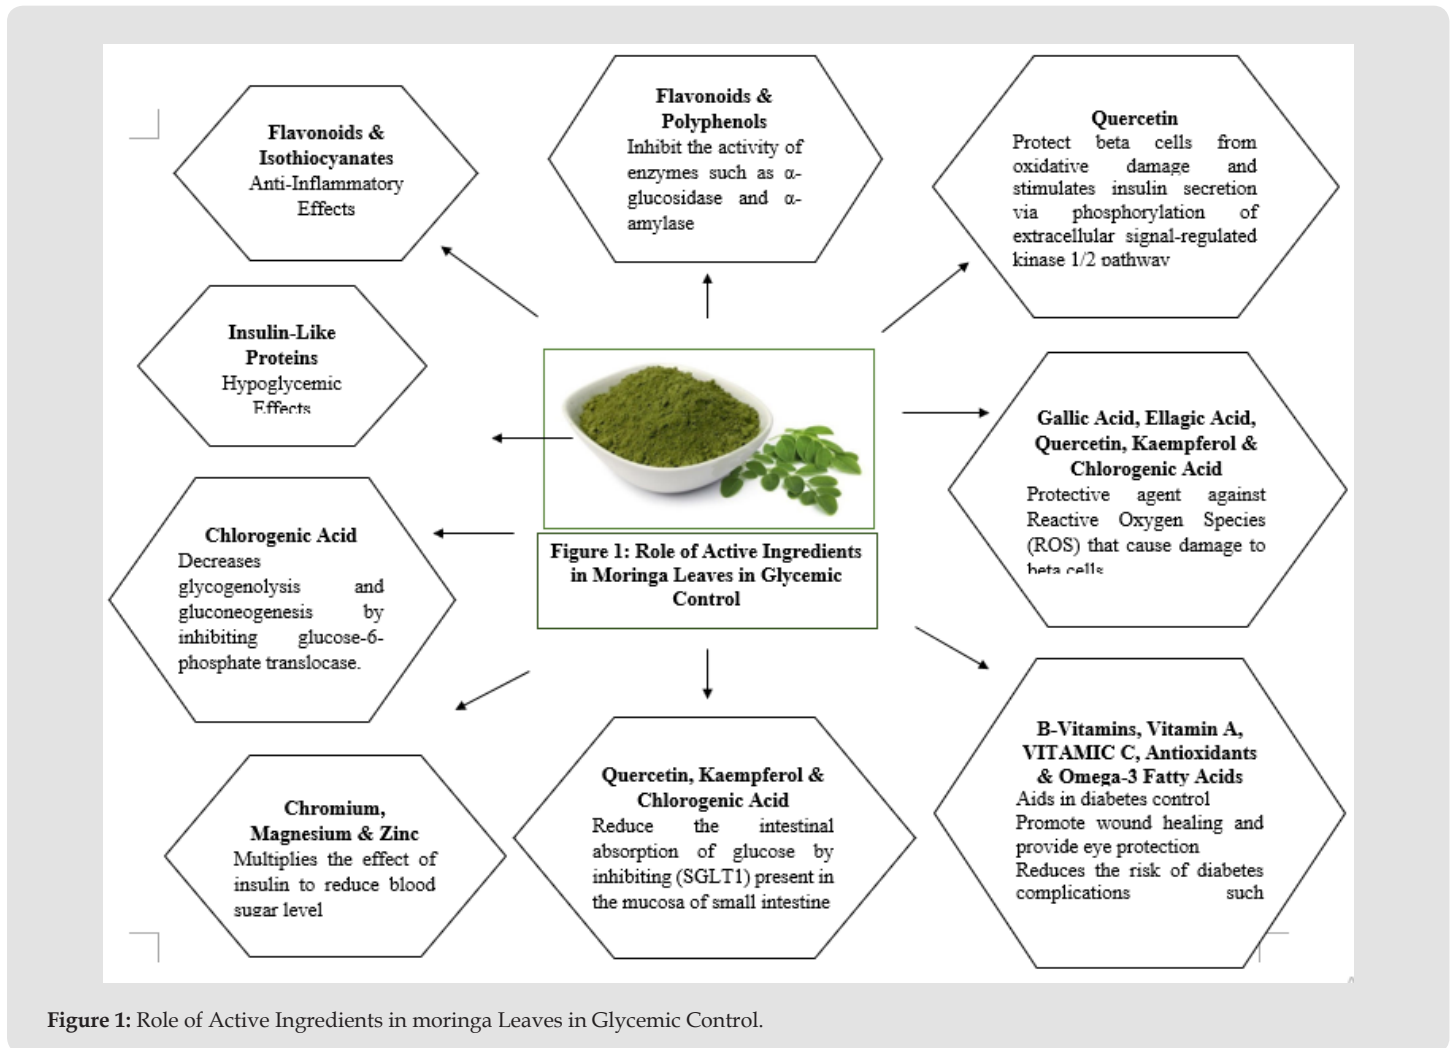 Flavonoids &
Isothiocyanates
Anti-Inflammatory
Effects
Flavonoids &
Polyphenols
Inhibit the activity of
enzymes such as α-
glucosidase and α-
amylase
Quercetin
Protect beta cells from
oxidative damage and
stimulates insulin secretion
via phosphorylation of
extracellular signal-regulated
kinase 1/2 pathway
Insulin-Like
Proteins
Hypoglycemic
Effects
Gallic Acid, Ellagic Acid,
Quercetin, Kaempferol &
Chlorogenic Acid
Protective agent against
Reactive Oxygen Species
(ROS) that cause damage to
beta cells
Chlorogenic Acid
Decreases
glycogenolysis and
gluconeogenesis by
inhibiting glucose-6-
phosphate translocase.
Figure 1: Role of Active Ingredients
in Moringa Leaves in Glycemic
Control
Chromium,
Magnesium & Zinc
Multiplies the effect of
insulin to reduce blood
sugar level
Quercetin, Kaempferol &
Chlorogenic Acid
Reduce the intestinal
absorption of glucose by
inhibiting (SGLT1) present in
the mucosa of small intestine
B-Vitamins, Vitamin A,
VITAMIC C, Antioxidants
& Omega-3 Fatty Acids
Aids in diabetes control
Promote wound healing and
provide eye protection
Reduces the risk of diabetes
complications such
Figure 1: Role of Active Ingredients in moringa Leaves in Glycemic Control.